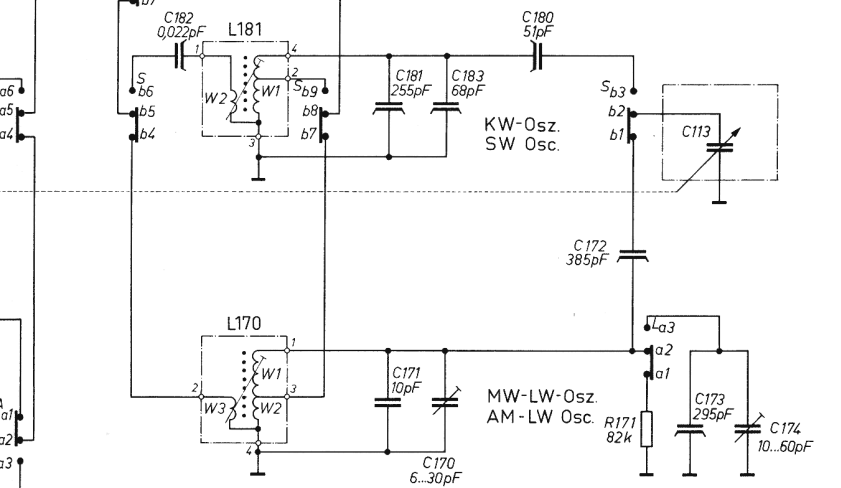 b7
C182
0,022pF
L181
C180
51pF
1
4
2
3
W2
W1
S
b6
b5
b4
S
b9
b8
b7
a6
a5
a4
C181
255pF
C183
68pF
KW-Osz.
SW Osc.
S
b3
b2
b1
C113
C172
385pF
L170
1
2
3
4
W1
W3
W2
C171
10pF
C170
6...30pF
MW-LW-Osz.
AM-LW Osc.
L
a3
a2
a1
R171
82k
C173
295pF
C174
10...60pF
A
a1
a2
a3